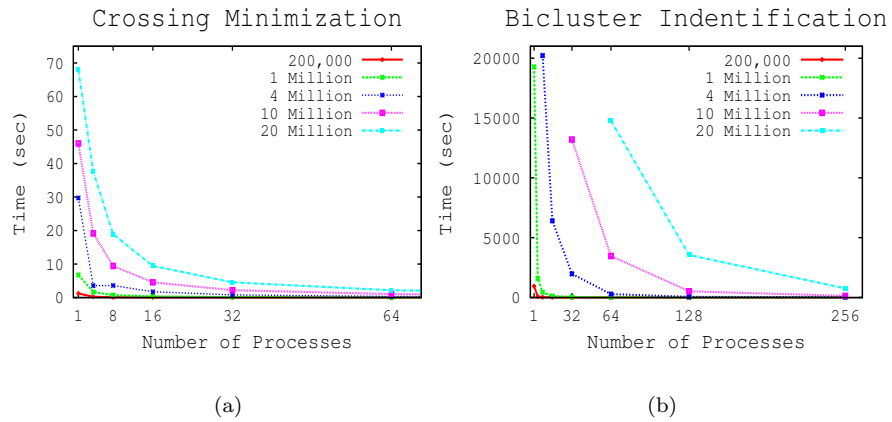 Crossing Minimization
Bicluster Indentification
70
60
50
40
30
20
10
0
Time (sec)
200,000
1 Million
4 Million
10 Million
20 Million
1 8 16 32 64
Number of Processes
(a)
20000
15000
10000
5000
0
Time (sec)
200,000
1 Million
4 Million
10 Million
20 Million
1 32 64 128 256
Number of Processes
(b)